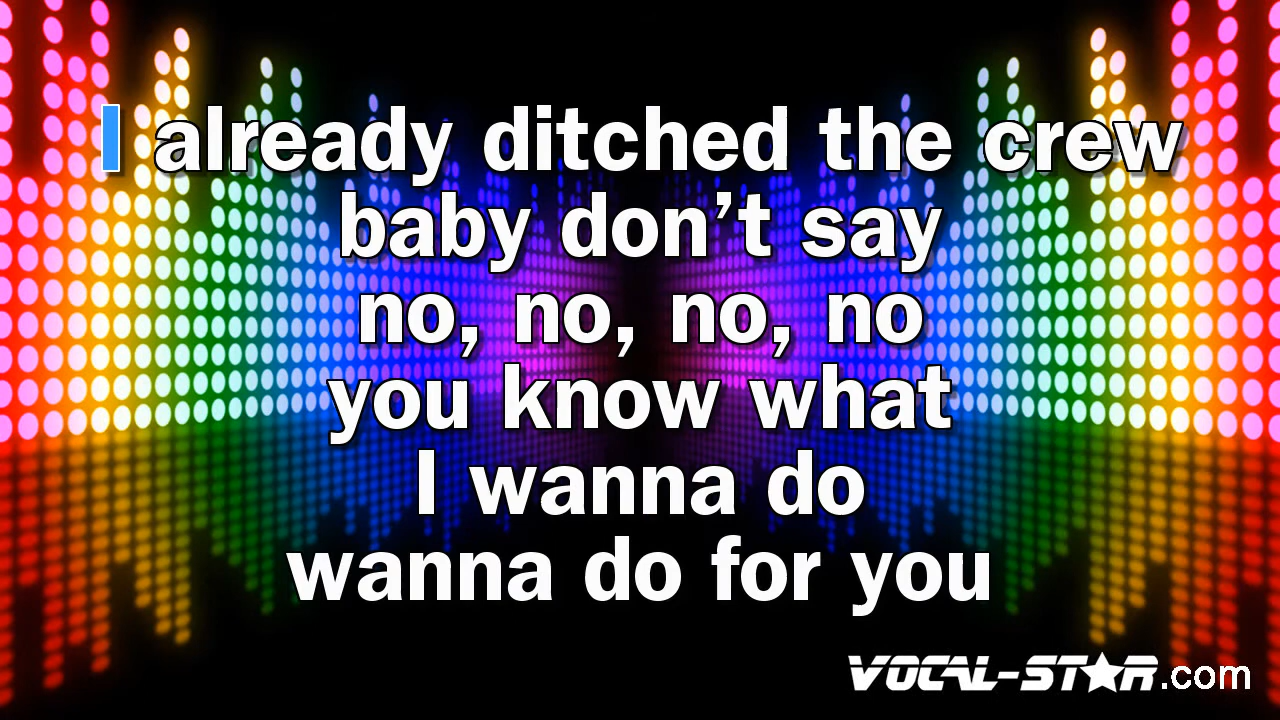 I already ditched the crew
baby don’t say
no, no, no, no
you know what
I wanna do
wanna do for you
VOCAL-STAR.com